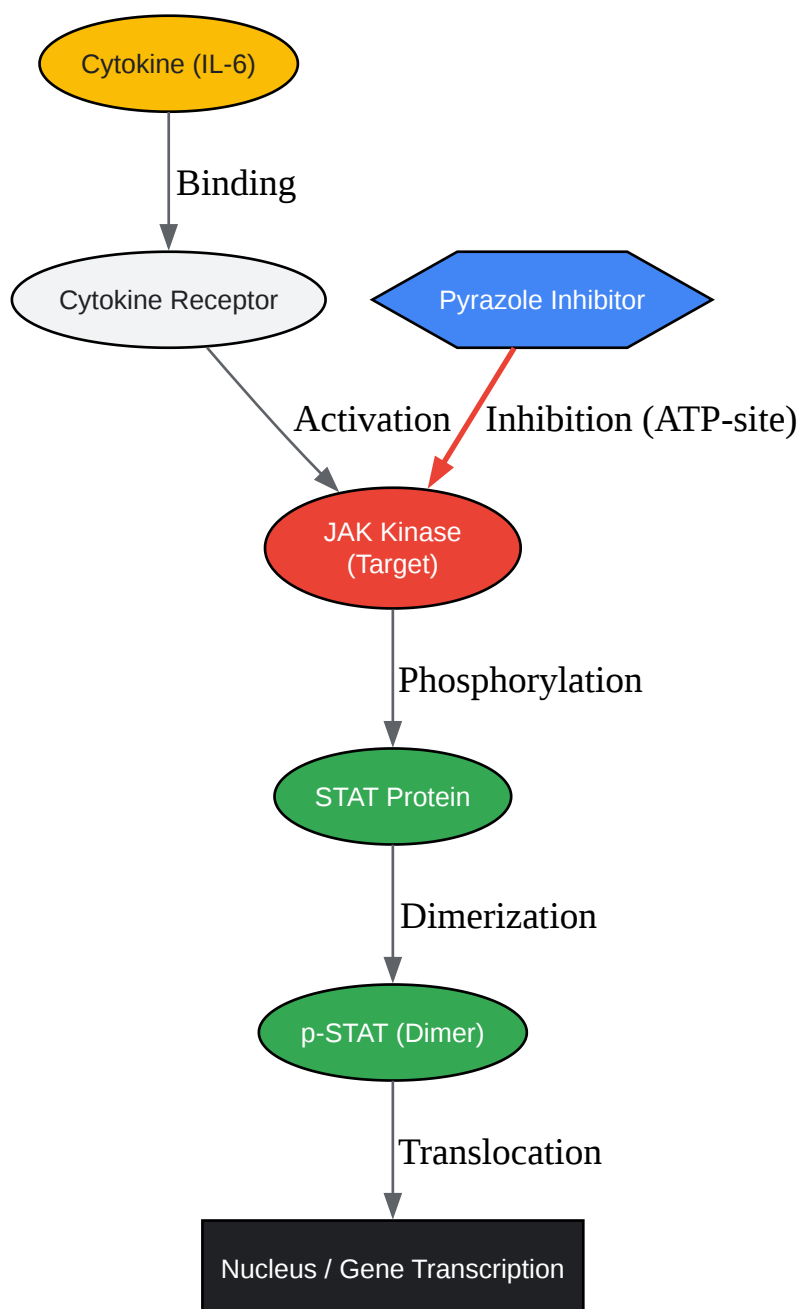 Cytokine (IL-6)
Binding
Cytokine Receptor
Pyrazole Inhibitor
Activation
Inhibition (ATP-site)
JAK Kinase
(Target)
Phosphorylation
STAT Protein
Dimerization
p-STAT (Dimer)
Translocation
Nucleus / Gene Transcription